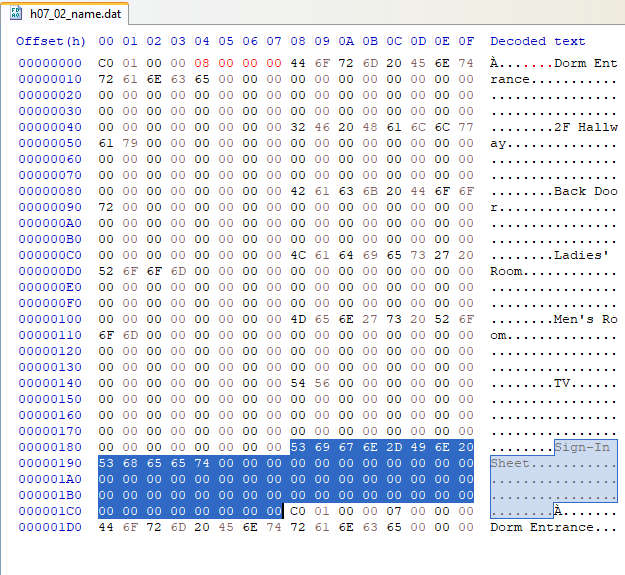 h07_02_name.dat
Offset(h) 00 01 02 03 04 05 06 07 08 09 0A 0B 0C 0D 0E 0F Decoded text
00000000 C0 01 00 00 08 00 00 00 44 6F 72 6D 20 45 6E 74 À.......Dorm Ent
00000010 72 61 6E 63 65 00 00 00 00 00 00 00 00 00 00 00 rance...........
00000020 00 00 00 00 00 00 00 00 00 00 00 00 00 00 00 00 ................
00000030 00 00 00 00 00 00 00 00 00 00 00 00 00 00 00 00 ................
00000040 00 00 00 00 00 00 00 00 32 46 20 48 61 6C 6C 77 ........2F Hallw
00000050 61 79 00 00 00 00 00 00 00 00 00 00 00 00 00 00 ay..............
00000060 00 00 00 00 00 00 00 00 00 00 00 00 00 00 00 00 ................
00000070 00 00 00 00 00 00 00 00 00 00 00 00 00 00 00 00 ................
00000080 00 00 00 00 00 00 00 00 42 61 63 6B 20 44 6F 6F ........Back Doo
00000090 72 00 00 00 00 00 00 00 00 00 00 00 00 00 00 00 r...............
000000A0 00 00 00 00 00 00 00 00 00 00 00 00 00 00 00 00 ................
000000B0 00 00 00 00 00 00 00 00 00 00 00 00 00 00 00 00 ................
000000C0 00 00 00 00 00 00 00 00 4C 61 64 69 65 73 27 20 ........Ladies' 
000000D0 52 6F 6F 6D 00 00 00 00 00 00 00 00 00 00 00 00 Room............
000000E0 00 00 00 00 00 00 00 00 00 00 00 00 00 00 00 00 ................
000000F0 00 00 00 00 00 00 00 00 00 00 00 00 00 00 00 00 ................
00000100 00 00 00 00 00 00 00 00 4D 65 6E 27 73 20 52 6F ........Men's Ro
00000110 6F 6D 00 00 00 00 00 00 00 00 00 00 00 00 00 00 om..............
00000120 00 00 00 00 00 00 00 00 00 00 00 00 00 00 00 00 ................
00000130 00 00 00 00 00 00 00 00 00 00 00 00 00 00 00 00 ................
00000140 00 00 00 00 00 00 00 00 54 56 00 00 00 00 00 00 ........TV......
00000150 00 00 00 00 00 00 00 00 00 00 00 00 00 00 00 00 ................
00000160 00 00 00 00 00 00 00 00 00 00 00 00 00 00 00 00 ................
00000170 00 00 00 00 00 00 00 00 00 00 00 00 00 00 00 00 ................
00000180 00 00 00 00 00 00 00 00 53 69 67 6E 2D 49 6E 20 ........Sign-In 
00000190 53 68 65 65 74 00 00 00 00 00 00 00 00 00 00 00 Sheet...........
000001A0 00 00 00 00 00 00 00 00 00 00 00 00 00 00 00 00 ................
000001B0 00 00 00 00 00 00 00 00 00 00 00 00 00 00 00 00 ................
000001C0 00 00 00 00 00 00 00 00 C0 01 00 00 07 00 00 00 ........À.......
000001D0 44 6F 72 6D 20 45 6E 74 72 61 6E 63 65 00 00 00 Dorm Entrance...